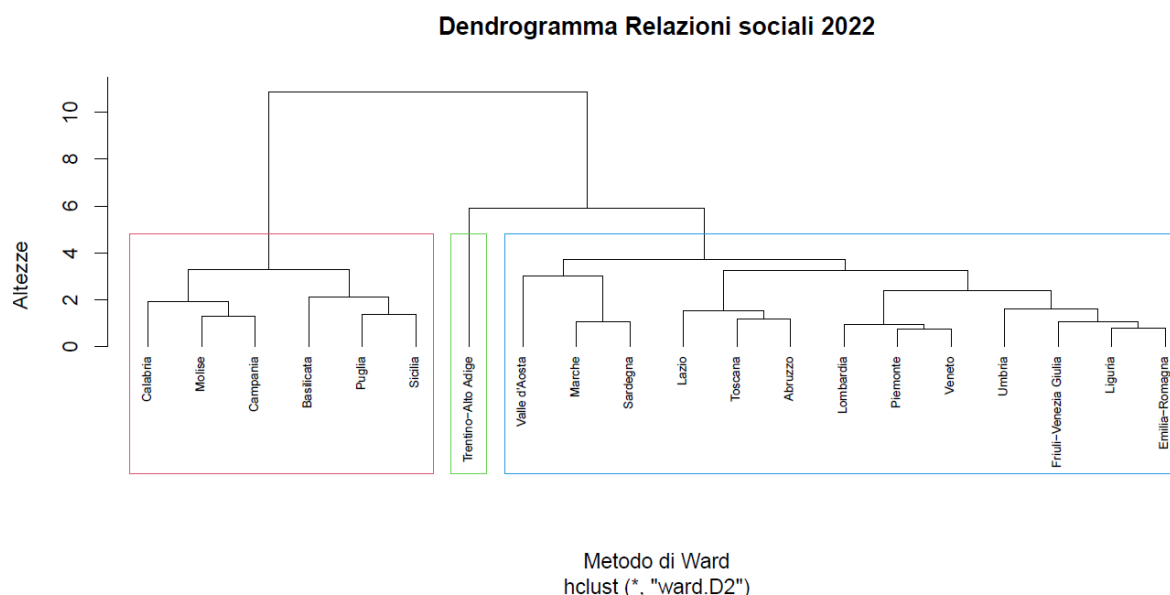 Dendrogramma Relazioni sociali 2022
Altezze
10
8
6
4
2
0
Calabria
Molise
Campania
Basilicata
Puglia
Sicilia
Trentino-Alto Adige
Valle d'Aosta
Marche
Sardegna
Lazio
Toscana
Abruzzo
Lombardia
Piemonte
Veneto
Umbria
Friuli-Venezia Giulia
Liguria
Emilia-Romagna
Metodo di Ward
hclust (*, "ward.D2")